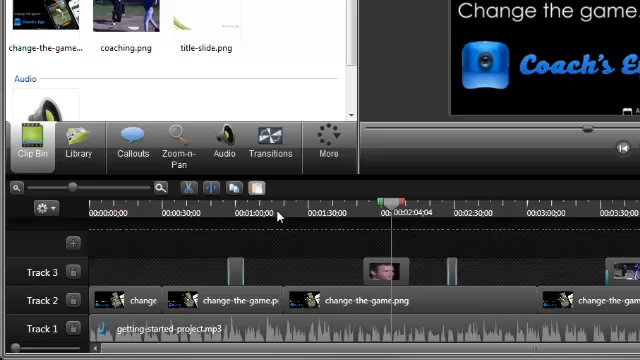 Change the game.
Coach's E
change-the-game...
coaching.png
title-slide.png
Audio
Clip Bin
Library
Callouts
Zoom-n-
Pan
Audio
Transitions
More
00:00:00;00
00:00:30;00
00:01:00;00
00:01:30;00
00:02:04;04
00:02:30;00
00:03:00;00
00:03:30;00
Track 3
Track 2
change
change-the-game.p
change-the-game.png
change-the-game
Track 1
getting-started-project.mp3